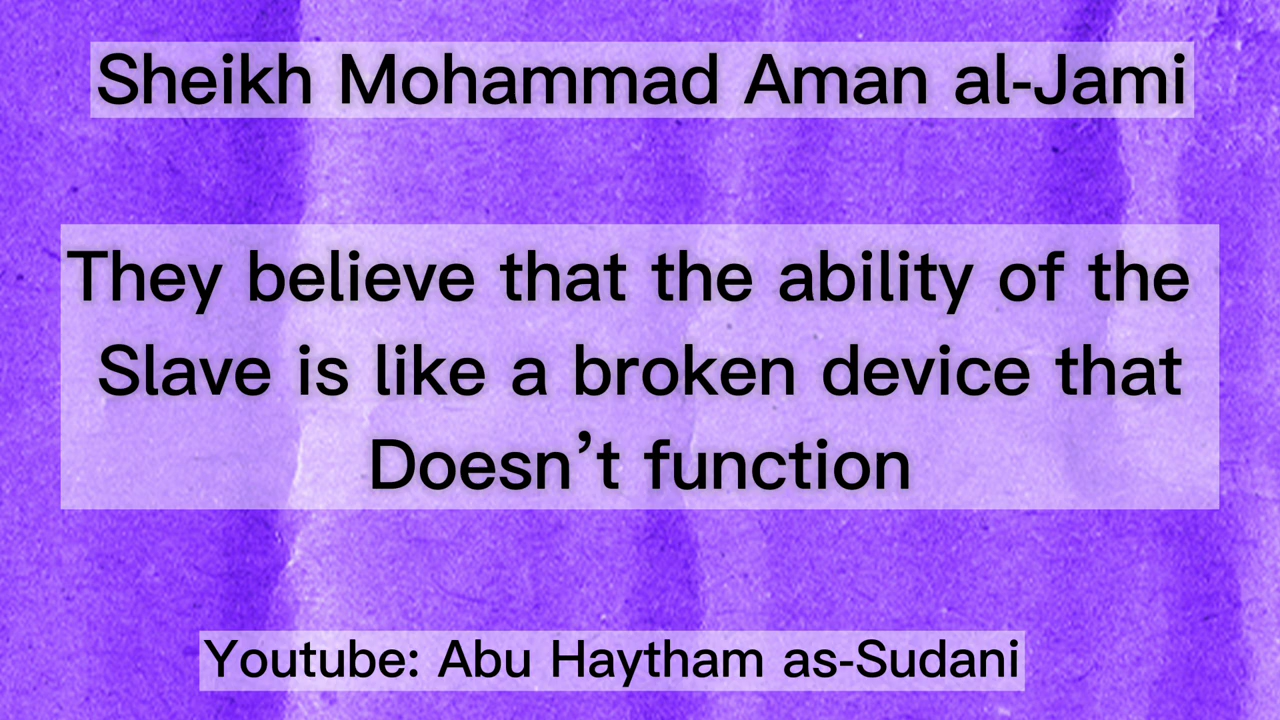 Sheikh Mohammad Aman al-Jami
They believe that the ability of the
Slave is like a broken device that
Doesn’t function
Youtube: Abu Haytham as-Sudani